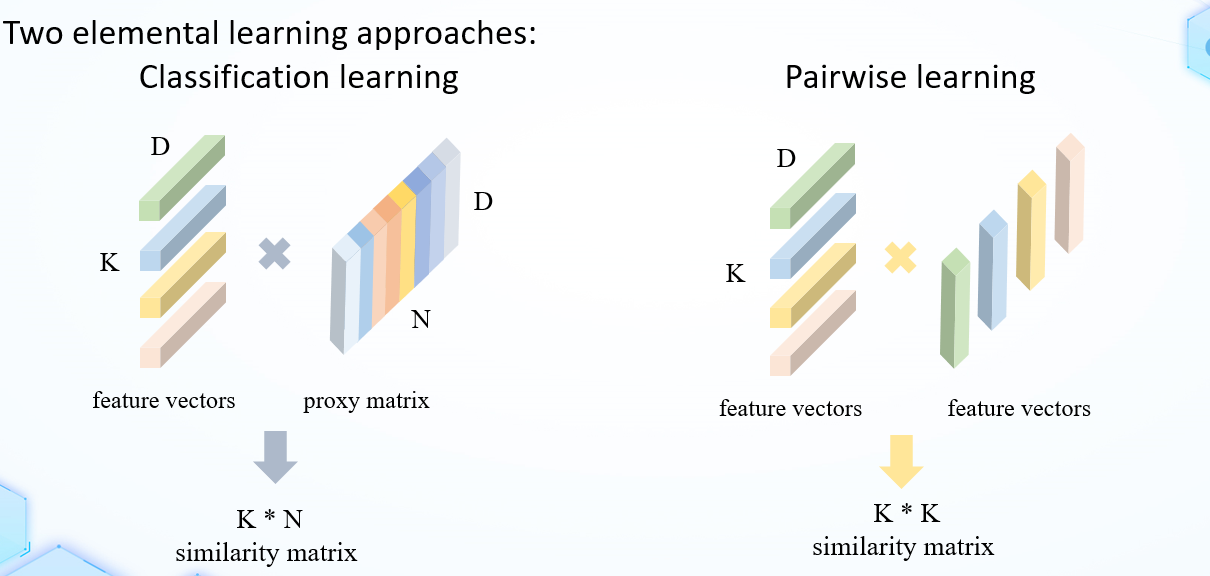 Two elemental learning approaches:
Classification learning
Pairwise learning
D
K
D
N
feature vectors
proxy matrix
K * N
similarity matrix
D
K
feature vectors
feature vectors
K * K
similarity matrix